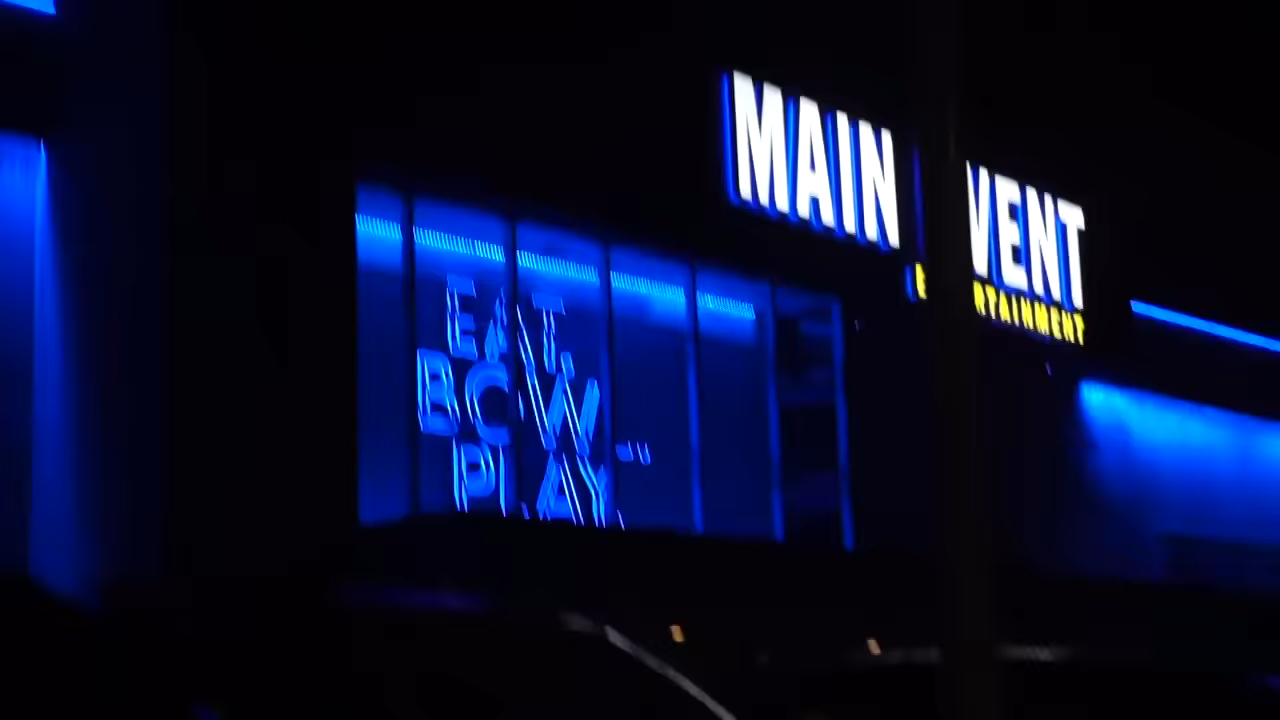 MAIN VENT
E RTAINMENT
EAT.
BOW
PLAY.